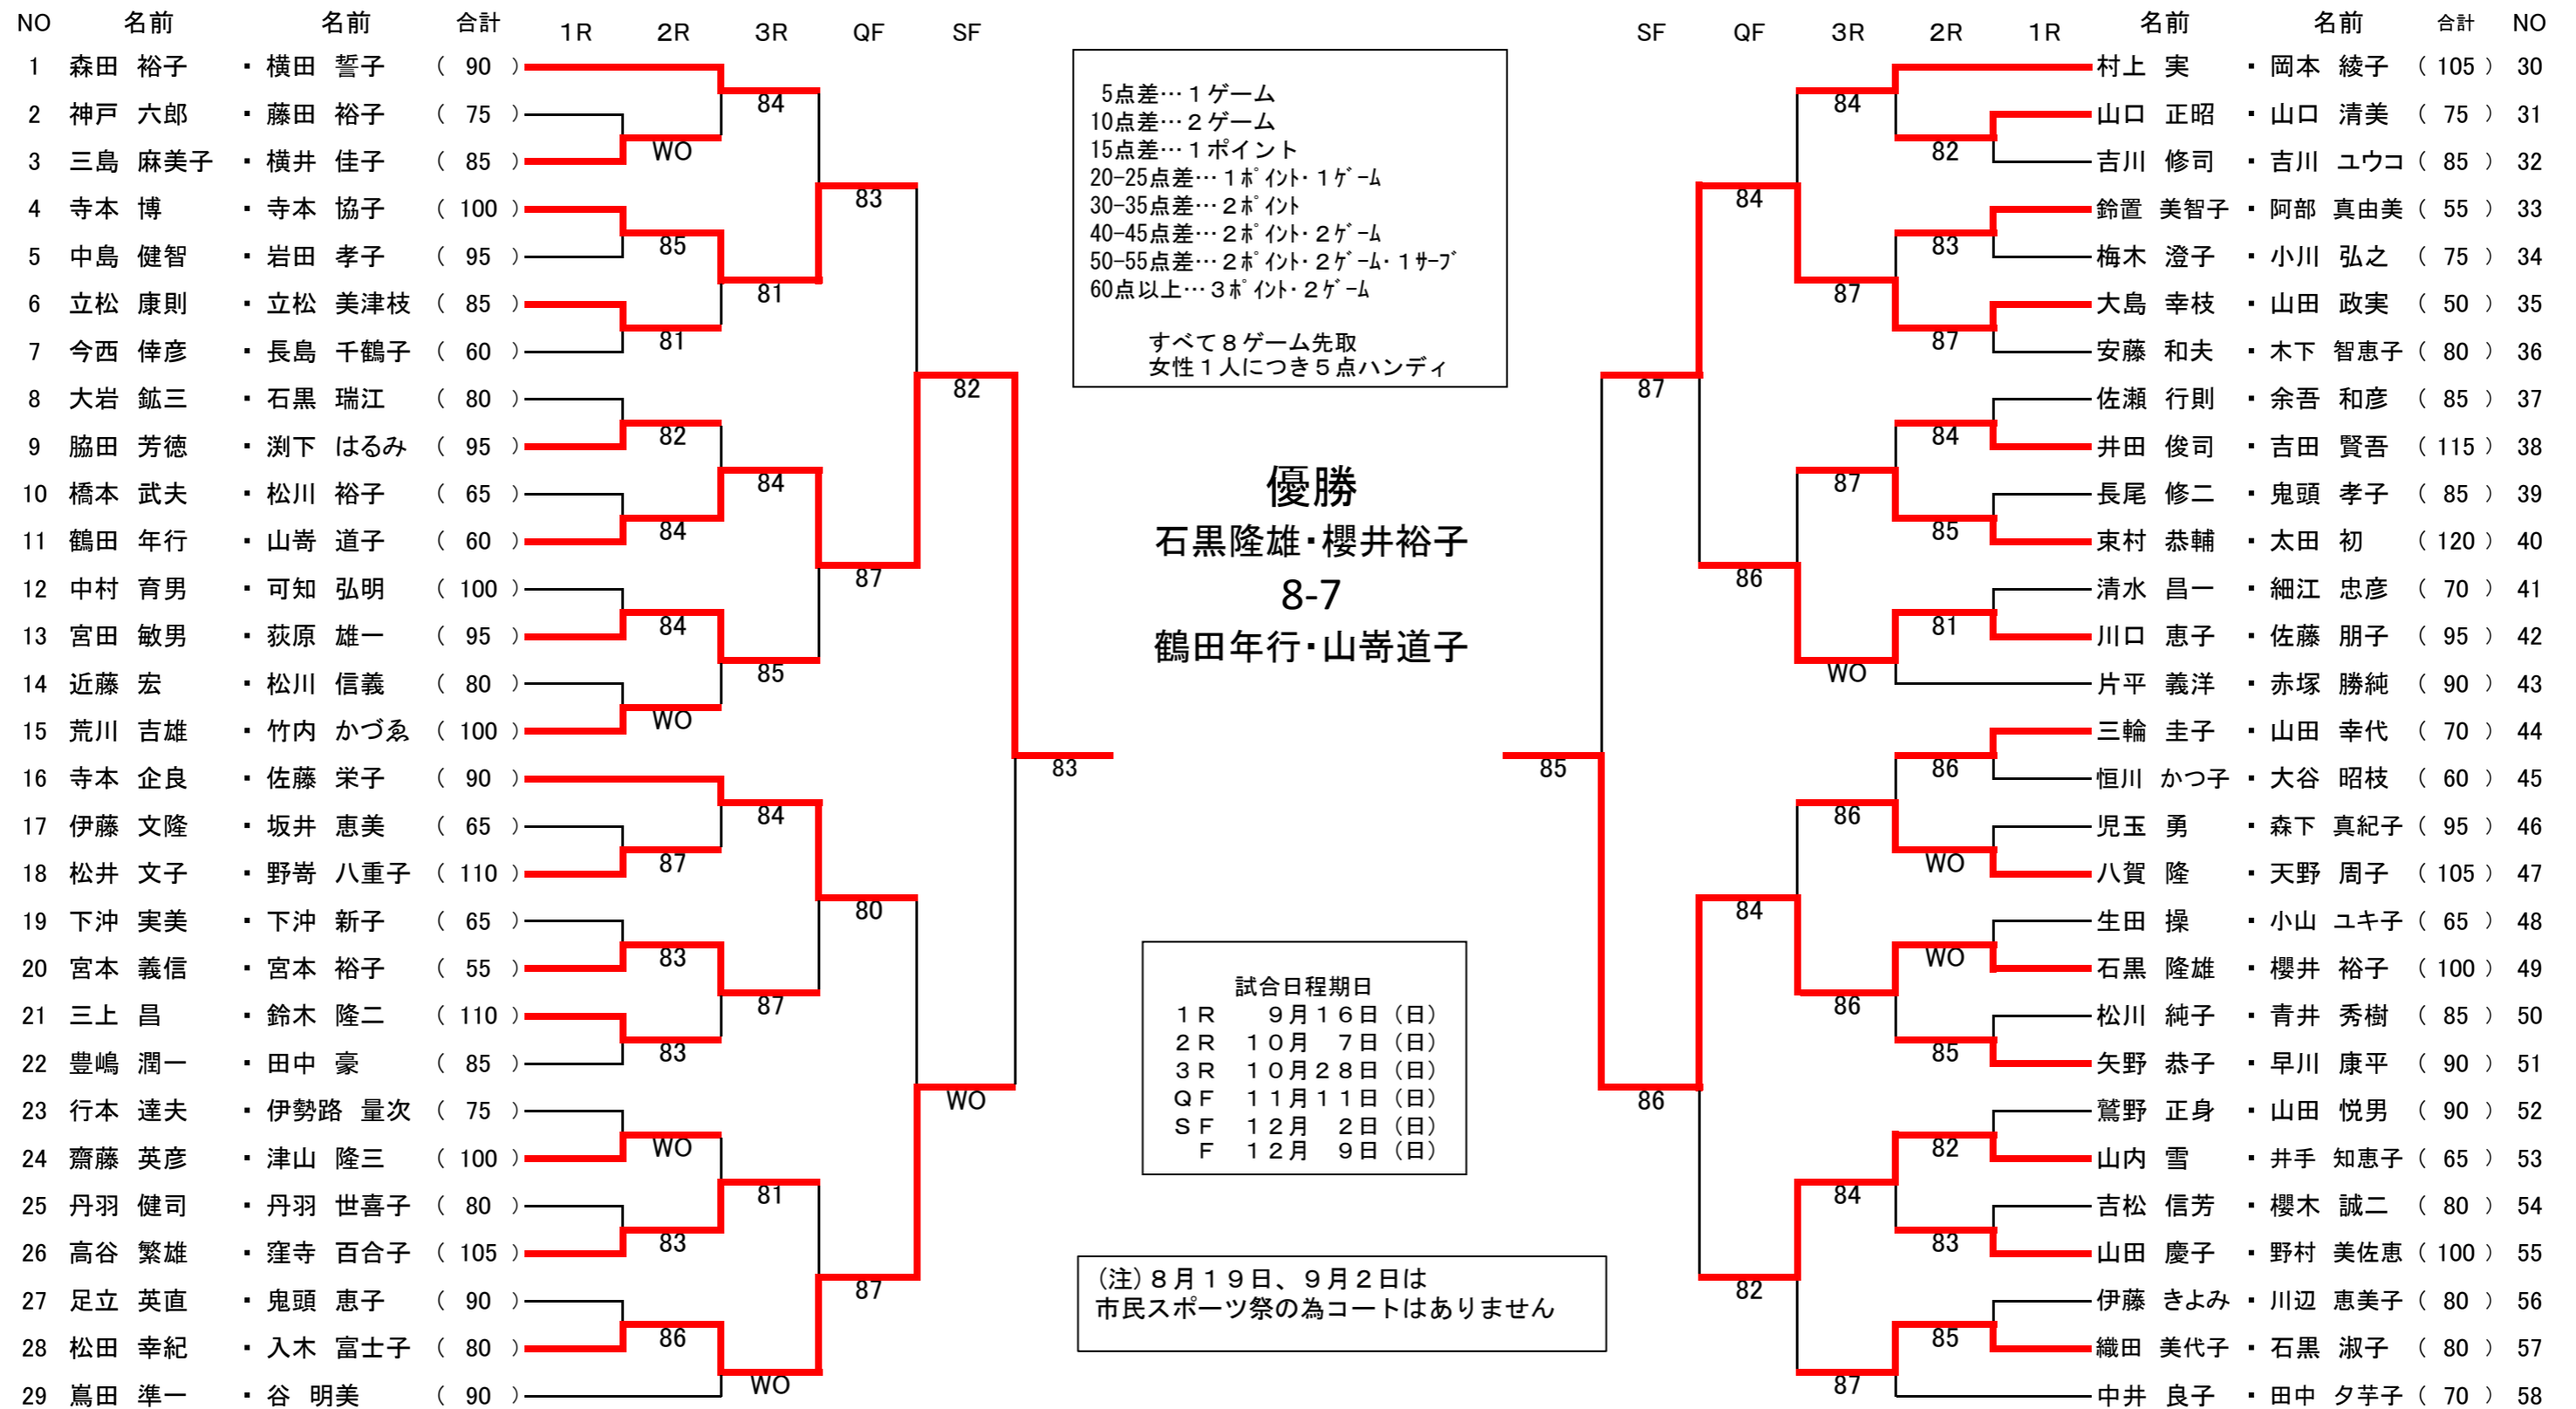 NO 名前 名前 合計 1R 2R 3R QF SF
1 森田 裕子 ・ 横田 誓子 ( 90 )
2 神戸 六郎 ・ 藤田 裕子 ( 75 )
3 三島 麻美子 ・ 横井 佳子 ( 85 )
4 寺本 博 ・ 寺本 協子 ( 100 )
5 中島 健智 ・ 岩田 孝子 ( 95 )
6 立松 康則 ・ 立松 美津枝 ( 85 )
7 今西 倖彦 ・ 長島 千鶴子 ( 60 )
8 大岩 鉱三 ・ 石黒 瑞江 ( 80 )
9 脇田 芳徳 ・ 渕下 はるみ ( 95 )
10 橋本 武夫 ・ 松川 裕子 ( 65 )
11 鶴田 年行 ・ 山嵜 道子 ( 60 )
12 中村 育男 ・ 可知 弘明 ( 100 )
13 宮田 敏男 ・ 荻原 雄一 ( 95 )
14 近藤 宏 ・ 松川 信義 ( 80 )
15 荒川 吉雄 ・ 竹内 かづゑ ( 100 )
16 寺本 企良 ・ 佐藤 栄子 ( 90 )
17 伊藤 文隆 ・ 坂井 恵美 ( 65 )
18 松井 文子 ・ 野嵜 八重子 ( 110 )
19 下沖 実美 ・ 下沖 新子 ( 65 )
20 宮本 義信 ・ 宮本 裕子 ( 55 )
21 三上 昌 ・ 鈴木 隆二 ( 110 )
22 豊嶋 潤一 ・ 田中 豪 ( 85 )
23 行本 達夫 ・ 伊勢路 量次 ( 75 )
24 齋藤 英彦 ・ 津山 隆三 ( 100 )
25 丹羽 健司 ・ 丹羽 世喜子 ( 80 )
26 高谷 繁雄 ・ 窪寺 百合子 ( 105 )
27 足立 英直 ・ 鬼頭 恵子 ( 90 )
28 松田 幸紀 ・ 入木 富士子 ( 80 )
29 嶌田 準一 ・ 谷 明美 ( 90 )
WO
85
81
82
84
84
WO
87
83
83
WO
83
86
84
81
84
85
84
87
81
WO
83
87
80
87
82
WO
83
5点差…１ゲーム
10点差…２ゲーム
15点差…１ポイント
20-25点差…１ﾎﾟｲﾝﾄ・１ｹﾞｰﾑ
30-35点差…２ﾎﾟｲﾝﾄ
40-45点差…２ﾎﾟｲﾝﾄ・２ｹﾞｰﾑ
50-55点差…２ﾎﾟｲﾝﾄ・２ｹﾞｰﾑ・１ｻｰﾌﾞ
60点以上…３ﾎﾟｲﾝﾄ・２ｹﾞｰﾑ
すべて８ゲーム先取
女性１人につき５点ハンディ
優勝
石黒隆雄・櫻井裕子
8-7
鶴田年行・山嵜道子
試合日程期日
１Ｒ ９月１６日（日）
２Ｒ １０月 ７日（日）
３Ｒ １０月２８日（日）
ＱＦ １１月１１日（日）
ＳＦ １２月 ２日（日）
Ｆ １２月 ９日（日）
(注)８月１９日、９月２日は
市民スポーツ祭の為コートはありません
SF QF 3R 2R 1R 名前 名前 合計 NO
村上 実 ・ 岡本 綾子 ( 105 ) 30
山口 正昭 ・ 山口 清美 ( 75 ) 31
吉川 修司 ・ 吉川 ユウコ ( 85 ) 32
鈴置 美智子 ・ 阿部 真由美 ( 55 ) 33
梅木 澄子 ・ 小川 弘之 ( 75 ) 34
大島 幸枝 ・ 山田 政実 ( 50 ) 35
安藤 和夫 ・ 木下 智恵子 ( 80 ) 36
佐瀬 行則 ・ 余吾 和彦 ( 85 ) 37
井田 俊司 ・ 吉田 賢吾 ( 115 ) 38
長尾 修二 ・ 鬼頭 孝子 ( 85 ) 39
束村 恭輔 ・ 太田 初 ( 120 ) 40
清水 昌一 ・ 細江 忠彦 ( 70 ) 41
川口 恵子 ・ 佐藤 朋子 ( 95 ) 42
片平 義洋 ・ 赤塚 勝純 ( 90 ) 43
三輪 圭子 ・ 山田 幸代 ( 70 ) 44
恒川 かつ子 ・ 大谷 昭枝 ( 60 ) 45
児玉 勇 ・ 森下 真紀子 ( 95 ) 46
八賀 隆 ・ 天野 周子 ( 105 ) 47
生田 操 ・ 小山 ユキ子 ( 65 ) 48
石黒 隆雄 ・ 櫻井 裕子 ( 100 ) 49
松川 純子 ・ 青井 秀樹 ( 85 ) 50
矢野 恭子 ・ 早川 康平 ( 90 ) 51
鷲野 正身 ・ 山田 悦男 ( 90 ) 52
山内 雪 ・ 井手 知恵子 ( 65 ) 53
吉松 信芳 ・ 櫻木 誠二 ( 80 ) 54
山田 慶子 ・ 野村 美佐恵 ( 100 ) 55
伊藤 きよみ ・ 川辺 恵美子 ( 80 ) 56
織田 美代子 ・ 石黒 淑子 ( 80 ) 57
中井 良子 ・ 田中 夕芋子 ( 70 ) 58
82
83
87
84
85
81
86
WO
WO
85
82
83
85
84
87
87
WO
86
86
84
87
84
86
84
82
87
86
85